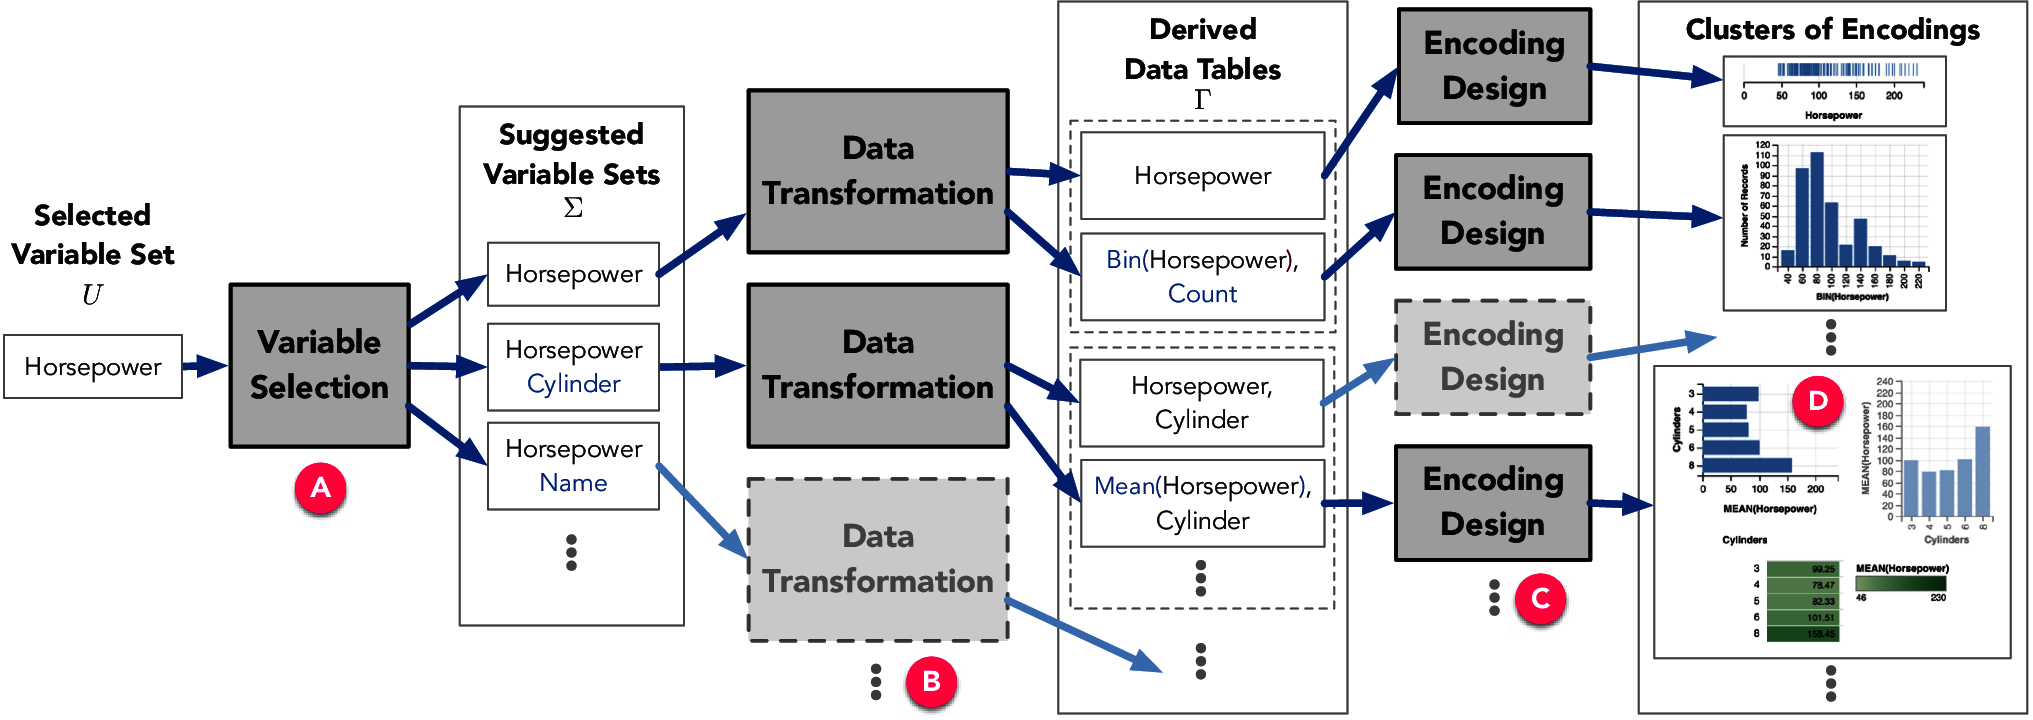 Selected
Variable Set
U
Horsepower
Variable
Selection
A
Suggested
Variable Sets
Σ
Horsepower
Horsepower
Cylinder
Horsepower
Name
Data
Transformation
Data
Transformation
Data
Transformation
B
Derived
Data Tables
Γ
Horsepower
Bin(Horsepower),
Count
Horsepower,
Cylinder
Mean(Horsepower),
Cylinder
Encoding
Design
Encoding
Design
Encoding
Design
Encoding
Design
C
Clusters of Encodings
0 50 100 150 200
Horsepower
Number of Records
120
110
100
90
80
70
60
50
40
30
20
10
0
40 60 80 100 120 140 160 180 200 220
BIN(Horsepower)
D
Cylinders
3
4
5
6
8
0 50 100 150 200
MEAN(Horsepower)
MEAN(Horsepower)
240
220
200
180
160
140
120
100
80
60
40
20
0
3 4 5 6 8
Cylinders
Cylinders
3 99.25
4 78.47
5 82.33
6 101.51
8 158.45
MEAN(Horsepower)
46 230